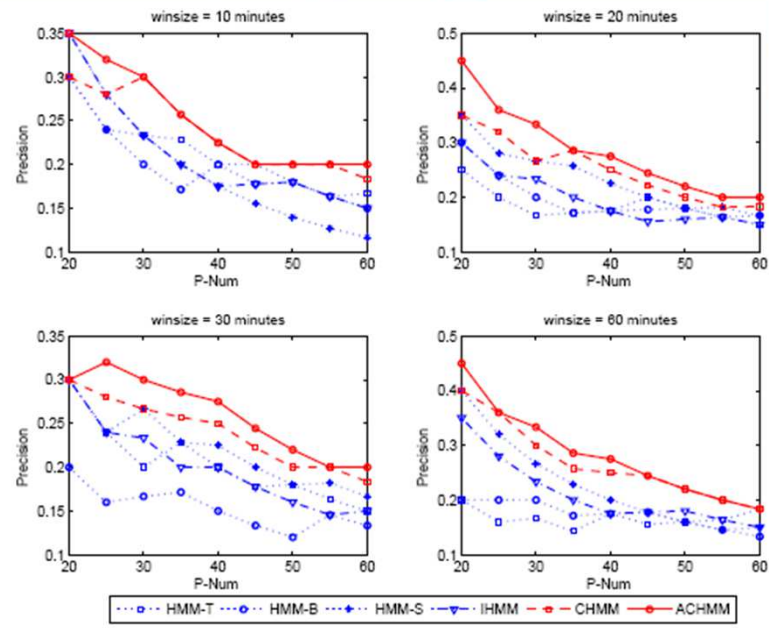 winsize = 10 minutes
0.35
0.3
0.25
0.2
0.15
0.1
Precision
20 30 40 50 60
P-Num
winsize = 20 minutes
0.5
0.4
0.3
0.2
0.1
Precision
20 30 40 50 60
P-Num
winsize = 30 minutes
0.35
0.3
0.25
0.2
0.15
0.1
Precision
20 30 40 50 60
P-Num
winsize = 60 minutes
0.5
0.4
0.3
0.2
0.1
Precision
20 30 40 50 60
P-Num
HMM-T HMM-B HMM-S IHMM CHMM ACHMM